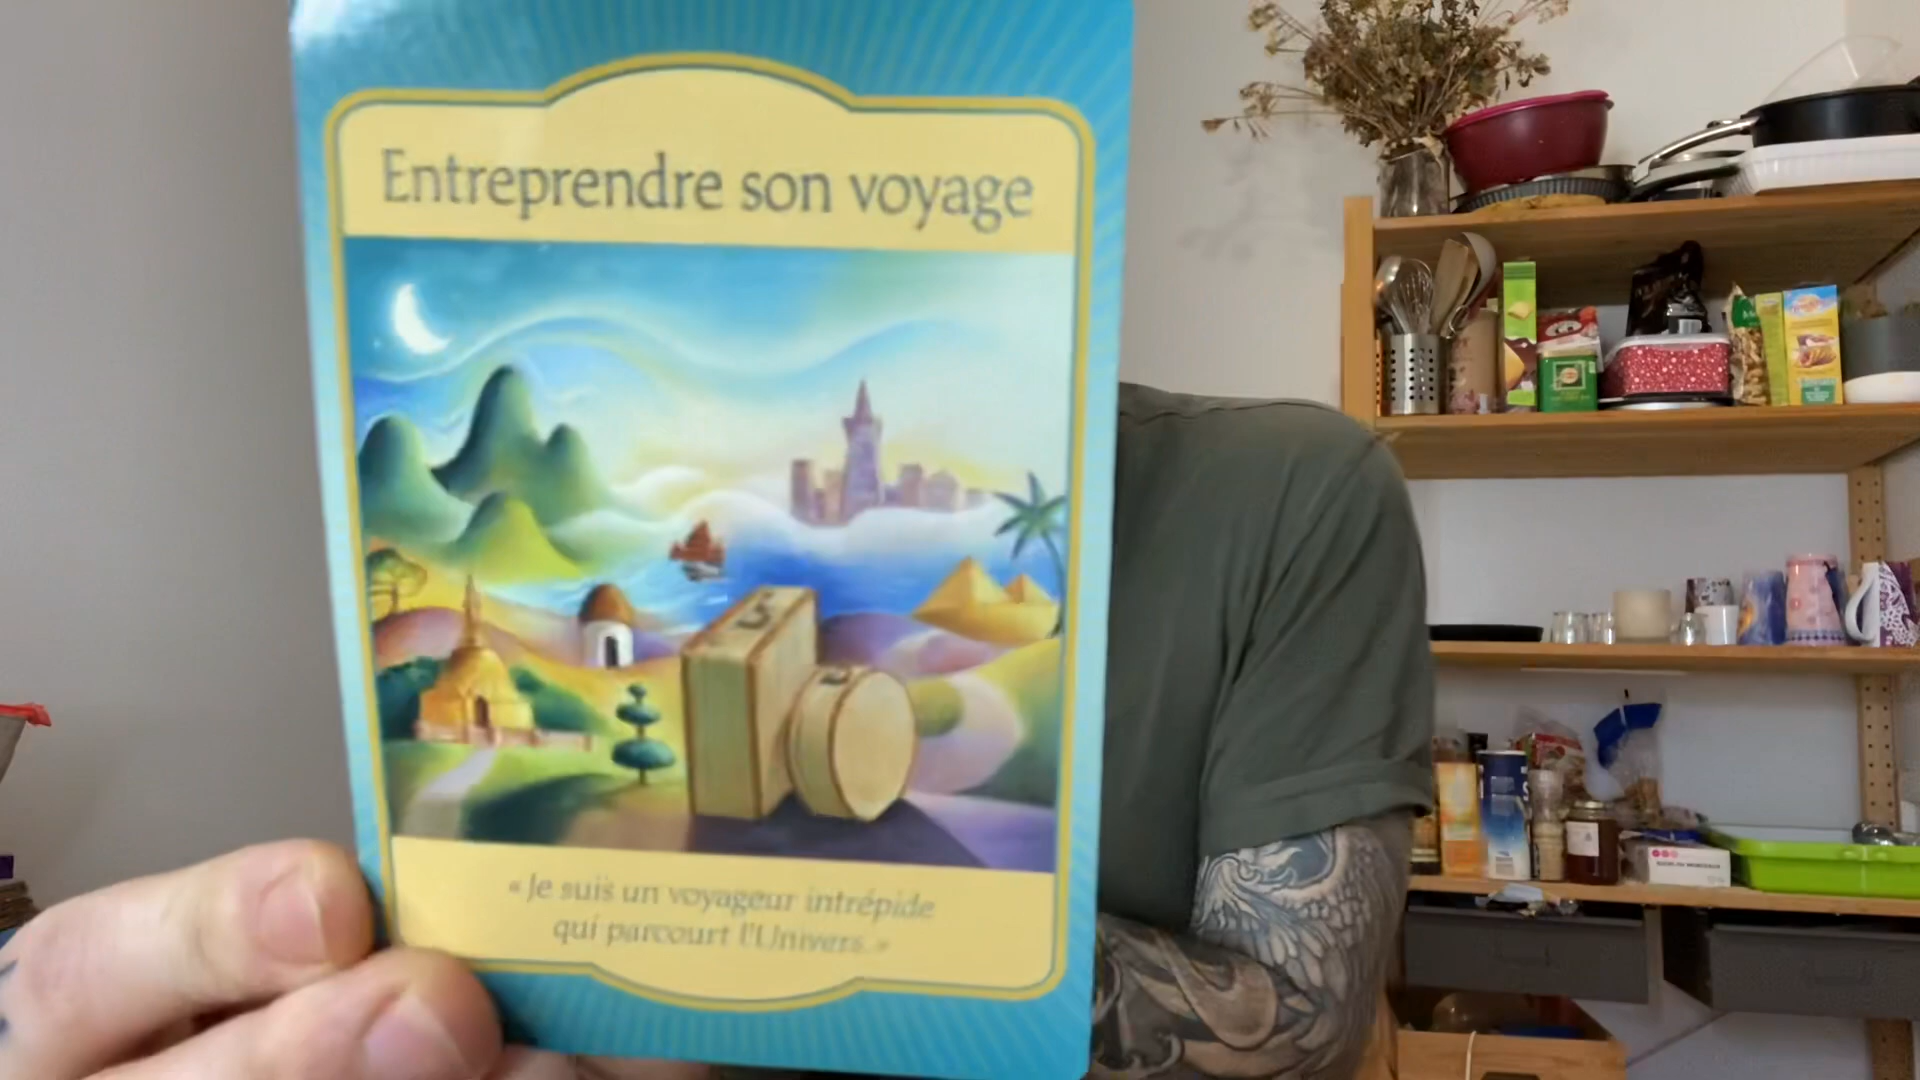 Entreprendre son voyage
« Je suis un voyageur intrépide
qui parcourt l'Univers. »